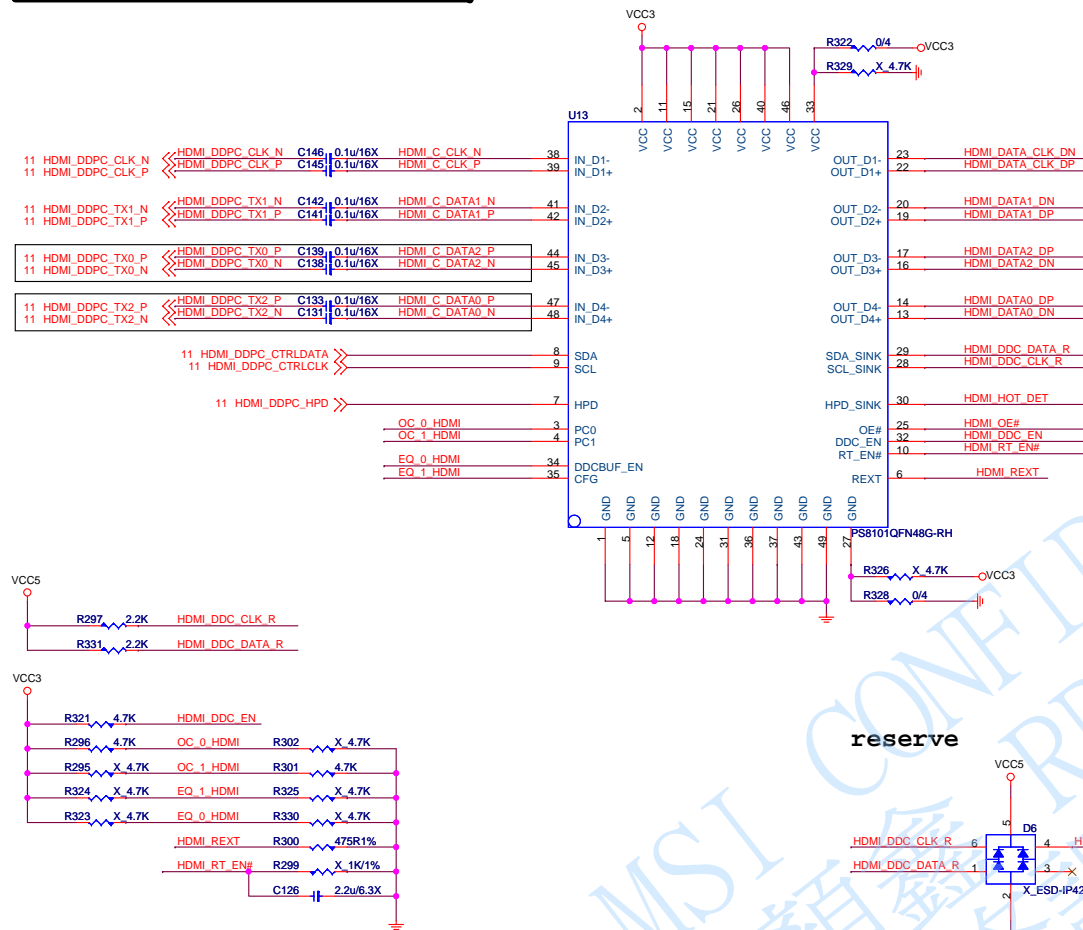 VCC3
R322 0/4 VCC3
R329 X_4.7K
2 11 15 21 26 40 46 33
U13
VCC VCC VCC VCC VCC VCC VCC VCC
11 HDMI_DDPC_CLK_N HDMI_DDPC_CLK_N C146 0.1u/16X HDMI_C_CLK_N 38 IN_D1- OUT_D1- 23 HDMI_DATA_CLK_DN
11 HDMI_DDPC_CLK_P HDMI_DDPC_CLK_P C145 0.1u/16X HDMI_C_CLK_P 39 IN_D1+ OUT_D1+ 22 HDMI_DATA_CLK_DP
11 HDMI_DDPC_TX1_N HDMI_DDPC_TX1_N C142 0.1u/16X HDMI_C_DATA1_N 41 IN_D2- OUT_D2- 20 HDMI_DATA1_DN
11 HDMI_DDPC_TX1_P HDMI_DDPC_TX1_P C141 0.1u/16X HDMI_C_DATA1_P 42 IN_D2+ OUT_D2+ 19 HDMI_DATA1_DP
11 HDMI_DDPC_TX0_P HDMI_DDPC_TX0_P C139 0.1u/16X HDMI_C_DATA2_P 44 IN_D3- OUT_D3- 17 HDMI_DATA2_DP
11 HDMI_DDPC_TX0_N HDMI_DDPC_TX0_N C138 0.1u/16X HDMI_C_DATA2_N 45 IN_D3+ OUT_D3+ 16 HDMI_DATA2_DN
11 HDMI_DDPC_TX2_P HDMI_DDPC_TX2_P C133 0.1u/16X HDMI_C_DATA0_P 47 IN_D4- OUT_D4- 14 HDMI_DATA0_DP
11 HDMI_DDPC_TX2_N HDMI_DDPC_TX2_N C131 0.1u/16X HDMI_C_DATA0_N 48 IN_D4+ OUT_D4+ 13 HDMI_DATA0_DN
11 HDMI_DDPC_CTRLDATA 8 SDA SDA_SINK 29 HDMI_DDC_DATA_R
11 HDMI_DDPC_CTRLCLK 9 SCL SCL_SINK 28 HDMI_DDC_CLK_R
11 HDMI_DDPC_HPD 7 HPD HPD_SINK 30 HDMI_HOT_DET
OC_0_HDMI 3 PC0 OE# 25 HDMI_OE#
OC_1_HDMI 4 PC1 DDC_EN 32 HDMI_DDC_EN
RT_EN# 10 HDMI_RT_EN#
EQ_0_HDMI 34 DDCBUF_EN
EQ_1_HDMI 35 CFG REXT 6 HDMI_REXT
GND GND GND GND GND GND GND GND GND GND GND
1 5 12 18 24 31 36 37 43 49 27
PS8101QFN48G-RH
R326 X_4.7K VCC3
R328 0/4
VCC5
R297 2.2K HDMI_DDC_CLK_R
R331 2.2K HDMI_DDC_DATA_R
VCC3
R321 4.7K HDMI_DDC_EN
R296 4.7K OC_0_HDMI R302 X_4.7K
R295 X_4.7K OC_1_HDMI R301 4.7K
R324 X_4.7K EQ_1_HDMI R325 X_4.7K
R323 X_4.7K EQ_0_HDMI R330 X_4.7K
HDMI_REXT R300 475R1%
HDMI_RT_EN# R299 X_1K/1%
C126 2.2u/6.3X
reserve
VCC5
5 D6
HDMI_DDC_CLK_R 6 4 H
HDMI_DDC_DATA_R 1 3
2 X_ESD-IP42
MSI CONFI